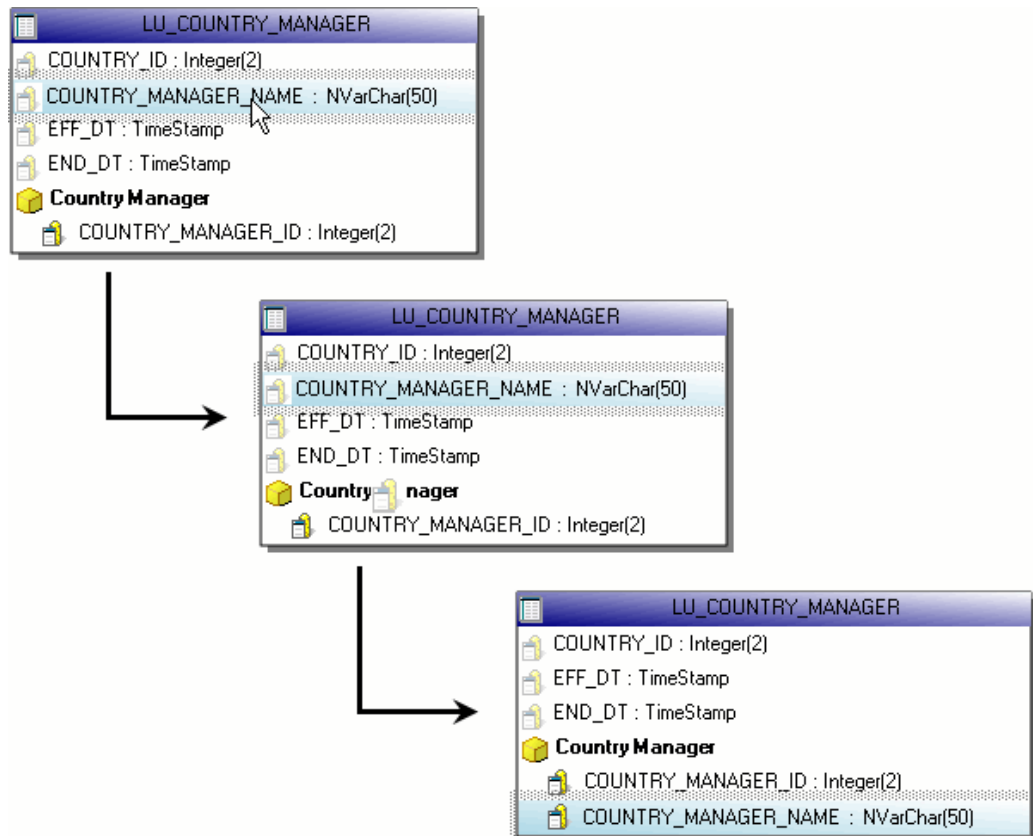 LU_COUNTRY_MANAGER
COUNTRY_ID : Integer(2)
COUNTRY_MANAGER_NAME : NVarChar(50)
EFF_DT : TimeStamp
END_DT : TimeStamp
Country Manager
COUNTRY_MANAGER_ID : Integer(2)
LU_COUNTRY_MANAGER
COUNTRY_ID : Integer(2)
COUNTRY_MANAGER_NAME : NVarChar(50)
EFF_DT : TimeStamp
END_DT : TimeStamp
Country nager
COUNTRY_MANAGER_ID : Integer(2)
LU_COUNTRY_MANAGER
COUNTRY_ID : Integer(2)
EFF_DT : TimeStamp
END_DT : TimeStamp
Country Manager
COUNTRY_MANAGER_ID : Integer(2)
COUNTRY_MANAGER_NAME : NVarChar(50)